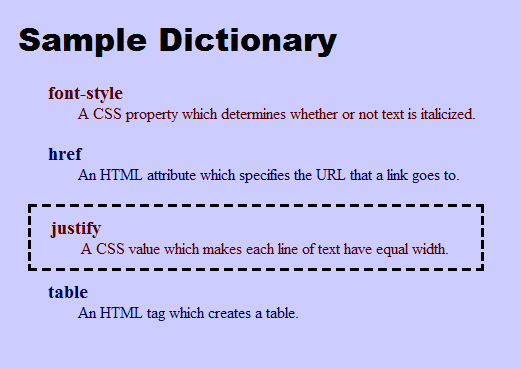 Sample Dictionary
font-style
A CSS property which determines whether or not text is italicized.
href
An HTML attribute which specifies the URL that a link goes to.
justify
A CSS value which makes each line of text have equal width.
table
An HTML tag which creates a table.